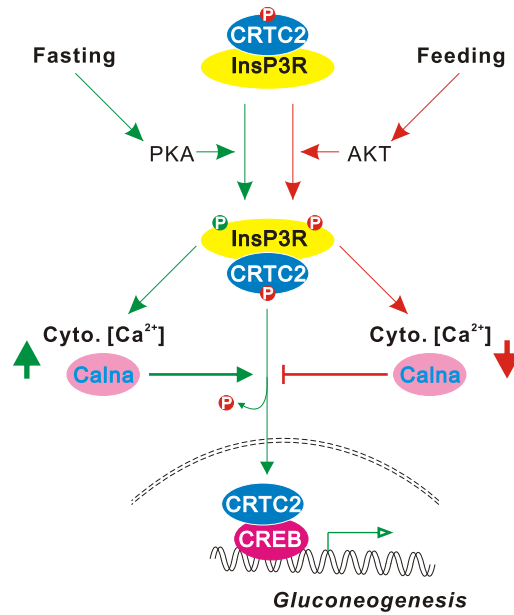 P
CRTC2
Fasting
InsP3R
Feeding
PKA
AKT
P
P
InsP3R
CRTC2
P
Cyto. [Ca²⁺]
Cyto. [Ca²⁺]
Calna
Calna
P
CRTC2
CREB
Gluconeogenesis